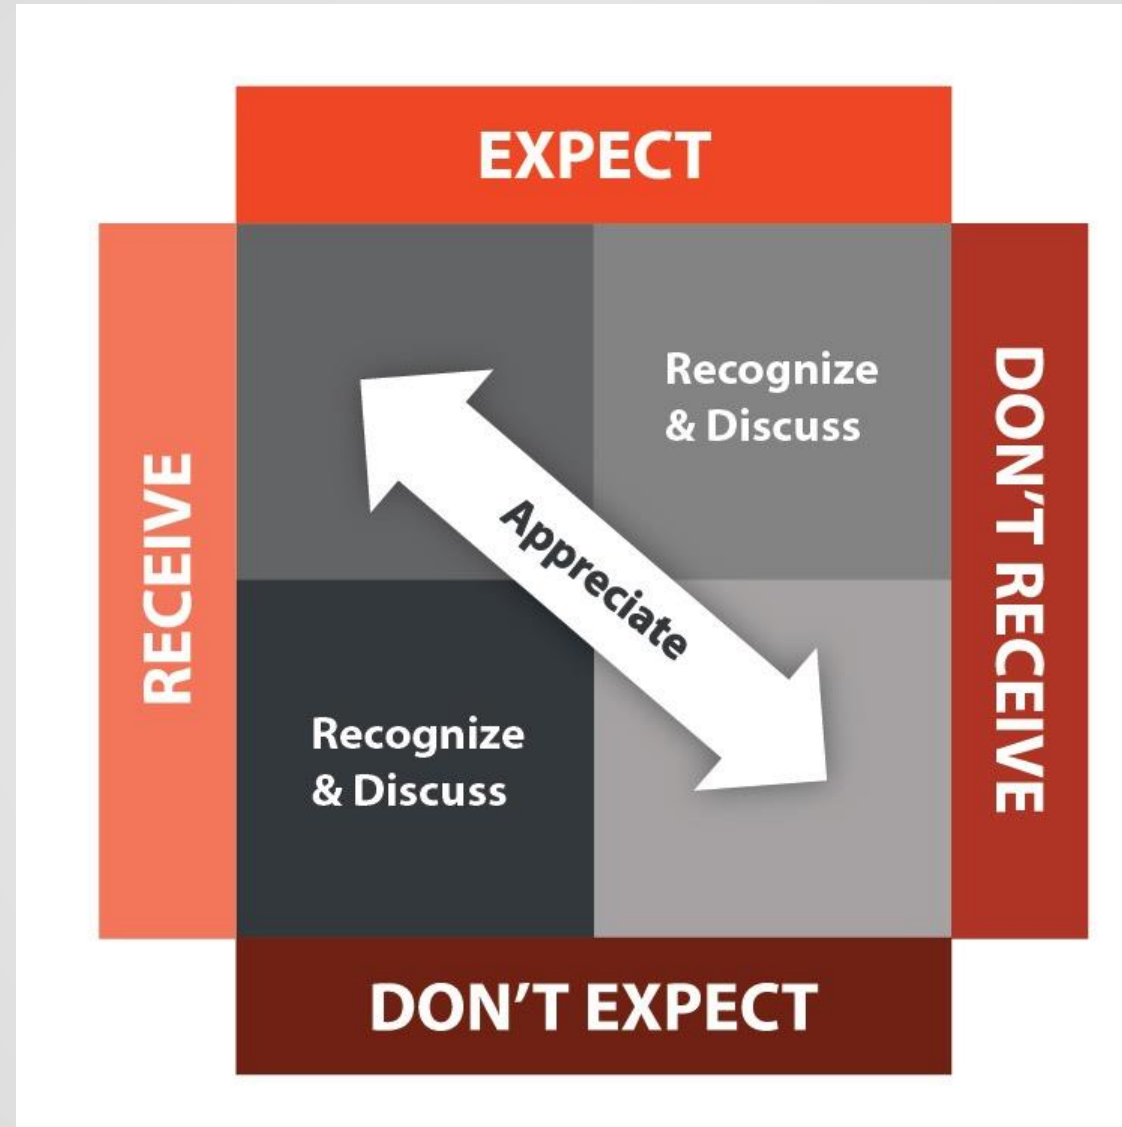 EXPECT
RECEIVE
Recognize
& Discuss
DON'T RECEIVE
Appreciate
Recognize
& Discuss
DON'T EXPECT